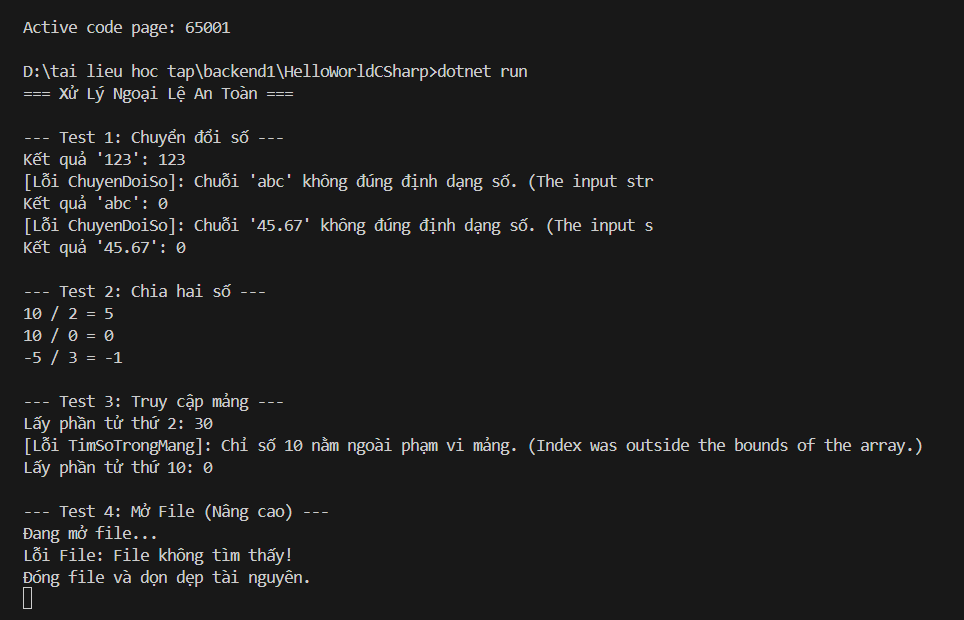 Active code page: 65001
D:\tai lieu hoc tap\backend1\HelloWorldCSharp>dotnet run
=== Xử Lý Ngoại Lệ An Toàn ===
--- Test 1: Chuyển đổi số ---
Kết quả '123': 123
[Lỗi ChuyenDoiSo]: Chuỗi 'abc' không đúng định dạng số. (The input str
Kết quả 'abc': 0
[Lỗi ChuyenDoiSo]: Chuỗi '45.67' không đúng định dạng số. (The input s
Kết quả '45.67': 0
--- Test 2: Chia hai số ---
10 / 2 = 5
10 / 0 = 0
-5 / 3 = -1
--- Test 3: Truy cập mảng ---
Lấy phần tử thứ 2: 30
[Lỗi TimSoTrongMang]: Chỉ số 10 nằm ngoài phạm vi mảng. (Index was outside the bounds of the array.)
Lấy phần tử thứ 10: 0
--- Test 4: Mở File (Nâng cao) ---
Đang mở file...
Lỗi File: File không tìm thấy!
Đóng file và dọn dẹp tài nguyên.